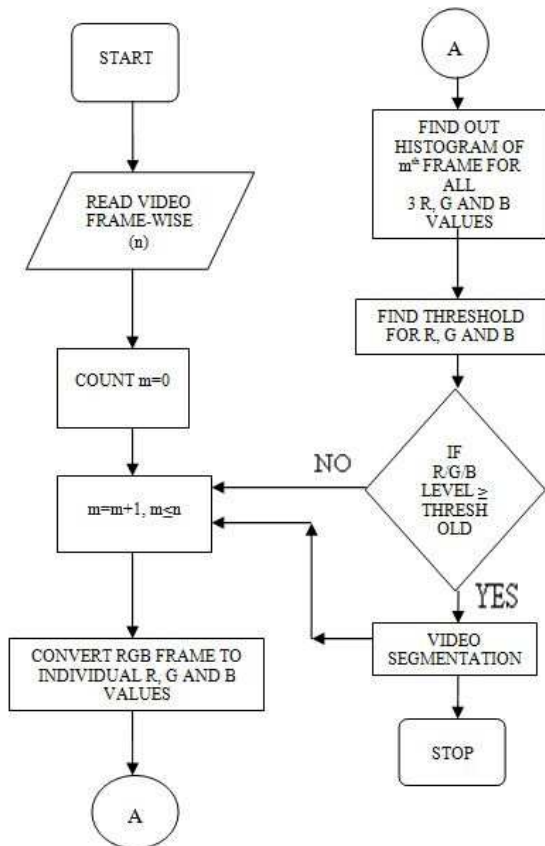 START
READ VIDEO
FRAME-WISE
(n)
COUNT m=0
m=m+1, m≤n
CONVERT RGB FRAME TO
INDIVIDUAL R, G AND B
VALUES
A
A
FIND OUT
HISTOGRAM OF
mth FRAME FOR
ALL
3 R, G AND B
VALUES
FIND THRESHOLD
FOR R, G AND B
IF
R/G/B
LEVEL ≥
THRESH
OLD
NO
YES
VIDEO
SEGMENTATION
STOP